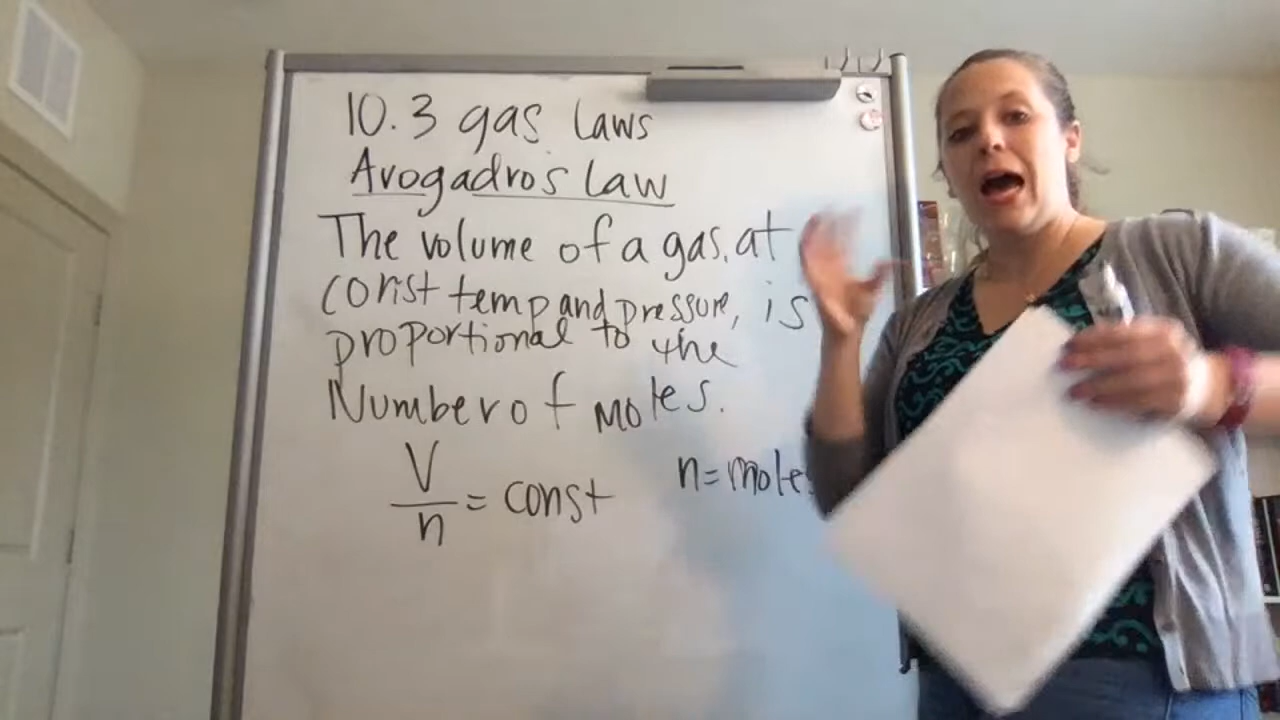 10.3 gas laws
Avogadro's law
The volume of a gas, at
const temp and pressure, is
proportional to the
Number of moles.
V/n = const
n = moles